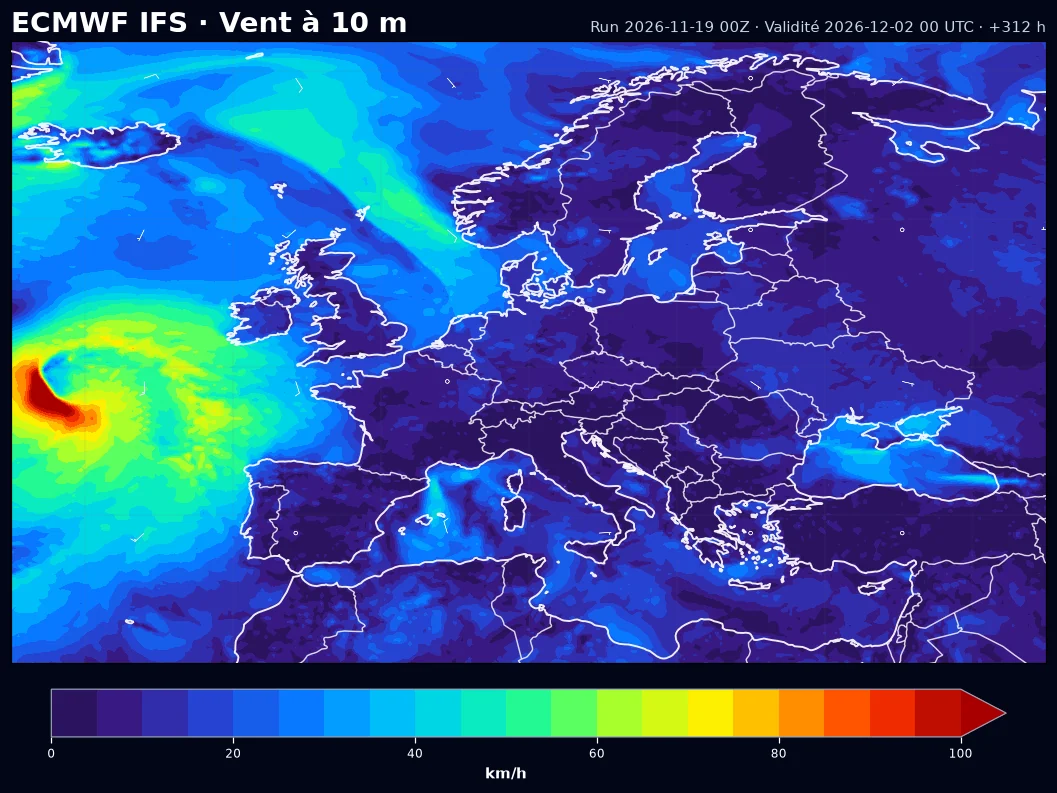 ECMWF IFS · Vent à 10 m
Run 2026-11-19 00Z · Validité 2026-12-02 00 UTC · +312 h
0 20 40 60 80 100
km/h